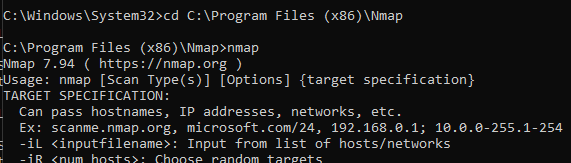 C:\Windows\System32>cd C:\Program Files (x86)\Nmap
C:\Program Files (x86)\Nmap>nmap
Nmap 7.94 ( https://nmap.org )
Usage: nmap [Scan Type(s)] [Options] {target specification}
TARGET SPECIFICATION:
  Can pass hostnames, IP addresses, networks, etc.
  Ex: scanme.nmap.org, microsoft.com/24, 192.168.0.1; 10.0.0-255.1-254
  -iL <inputfilename>: Input from list of hosts/networks
  -iR <num hosts>: Choose random targets